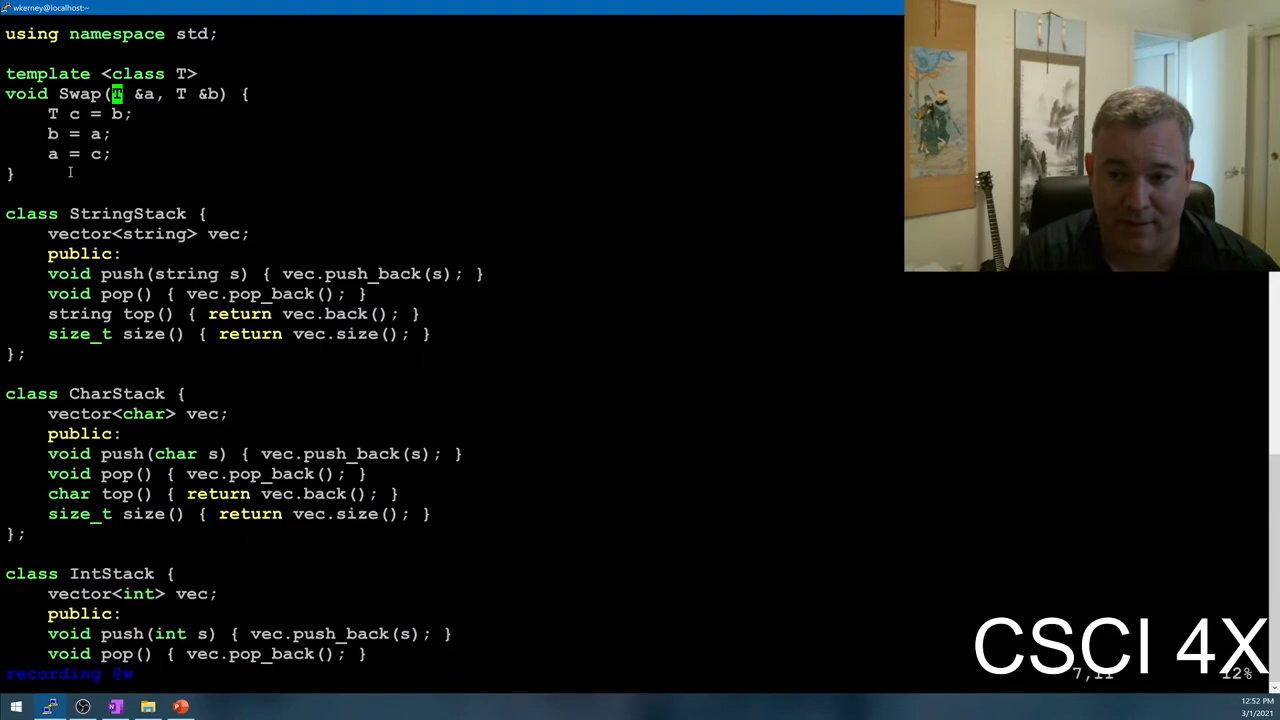 wkerney@localhost:~
using namespace std;
template <class T>
void Swap(T &a, T &b) {
    T c = b;
    b = a;
    a = c;
}
class StringStack {
    vector<string> vec;
    public:
    void push(string s) { vec.push_back(s); }
    void pop() { vec.pop_back(); }
    string top() { return vec.back(); }
    size_t size() { return vec.size(); }
};
class CharStack {
    vector<char> vec;
    public:
    void push(char s) { vec.push_back(s); }
    void pop() { vec.pop_back(); }
    char top() { return vec.back(); }
    size_t size() { return vec.size(); }
};
class IntStack {
    vector<int> vec;
    public:
    void push(int s) { vec.push_back(s); }
    void pop() { vec.pop_back(); }
recording @w
CSCI 4X
7,11
12%
12:52 PM
3/1/2021